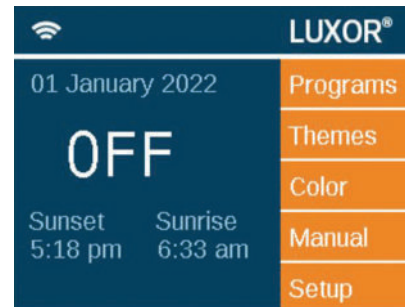 LUXOR®
01 January 2022
OFF
Sunset Sunrise
5:18 pm 6:33 am
Programs
Themes
Color
Manual
Setup